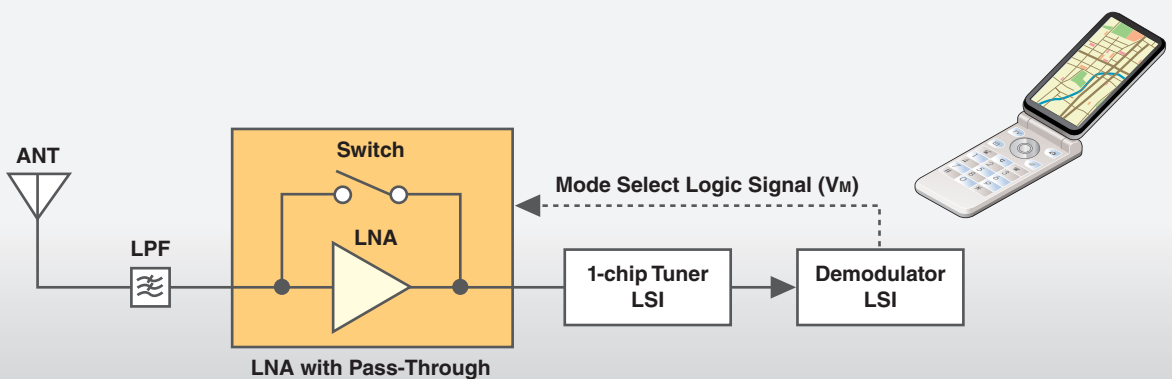 Switch
ANT
Mode Select Logic Signal (VM)
LNA
LPF
1-chip Tuner
LSI
Demodulator
LSI
LNA with Pass-Through